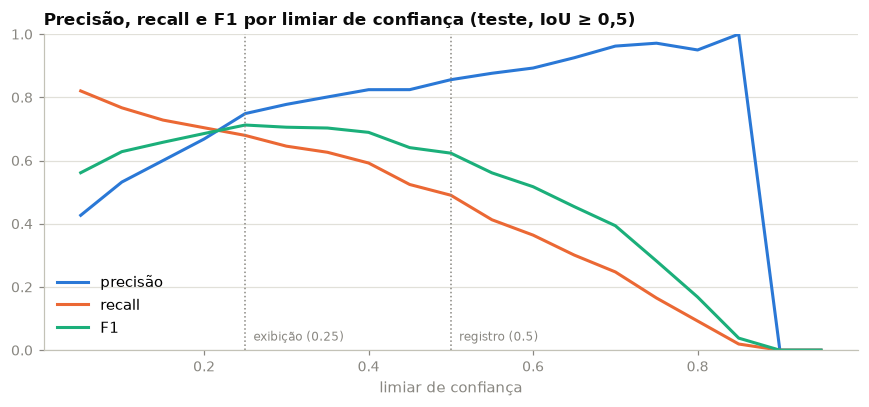 Precisão, recall e F1 por limiar de confiança (teste, IoU ≥ 0,5)
1.0
0.8
0.6
0.4
0.2
0.0
precisão
recall
F1
exibição (0.25)
registro (0.5)
0.2
0.4
0.6
0.8
limiar de confiança